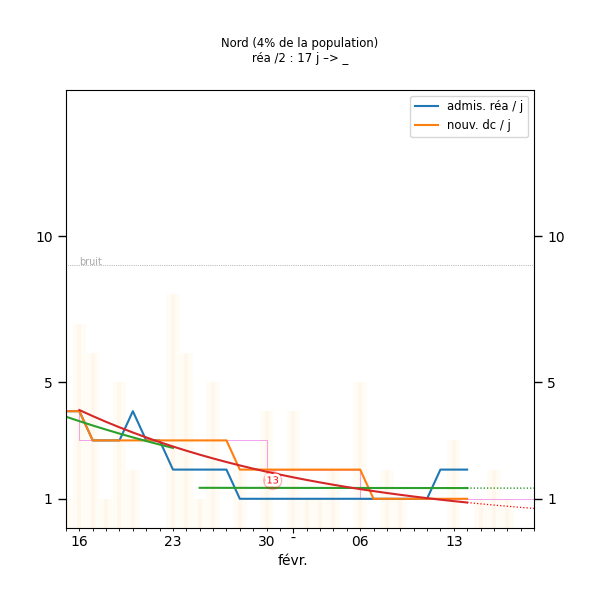 Nord (4% de la population)
réa /2 : 17 j –> _
admis. réa / j
nouv. dc / j
10
10
bruit
5
5
13
1
1
16
23
30
-
06
13
févr.